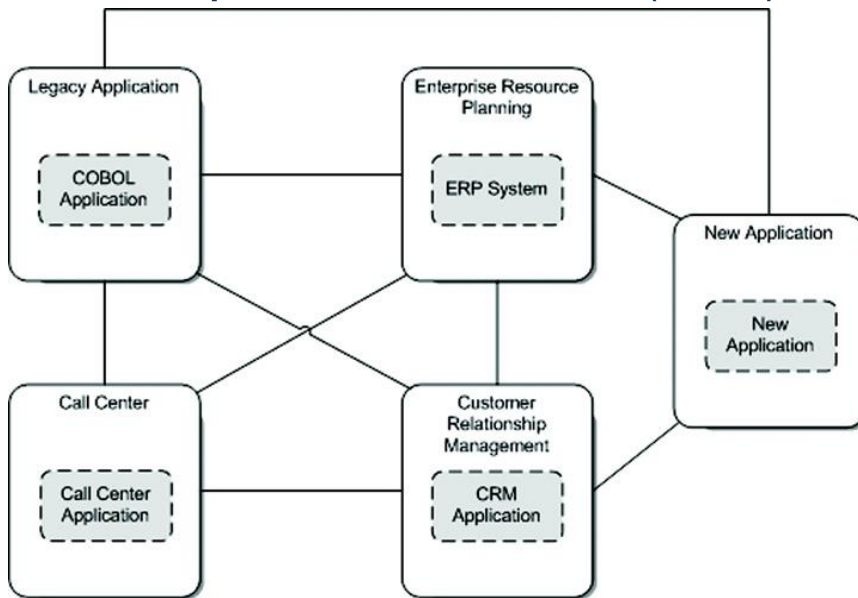 Legacy Application
COBOL
Application
Enterprise Resource
Planning
ERP System
New Application
New
Application
Call Center
Call Center
Application
Customer
Relationship
Management
CRM
Application